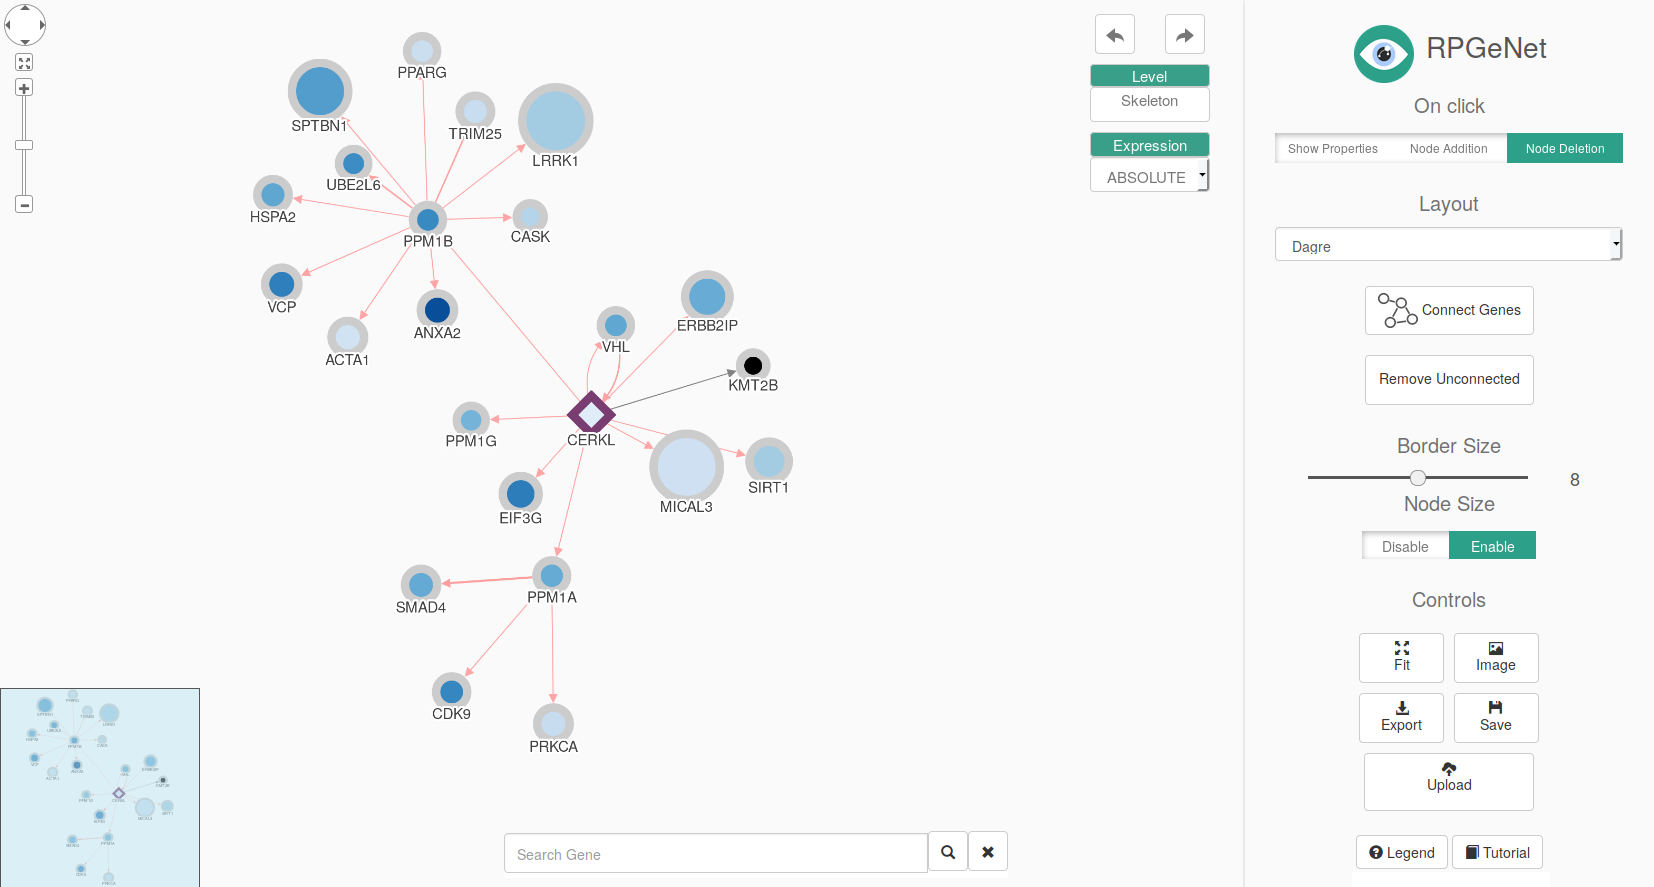 PPARG
SPTBN1
TRIM25
LRRK1
UBE2L6
HSPA2
PPM1B
CASK
VCP
ANXA2
ACTA1
ERBB2IP
VHL
KMT2B
PPM1G
CERKL
SIRT1
MICAL3
EIF3G
PPM1A
SMAD4
CDK9
PRKCA
Level
Skeleton
Expression
ABSOLUTE
Search Gene
RPGeNet
On click
Show Properties Node Addition Node Deletion
Layout
Dagre
Connect Genes
Remove Unconnected
Border Size
8
Node Size
Disable Enable
Controls
Fit Image
Export Save
Upload
Legend Tutorial